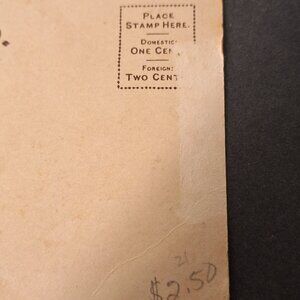 PLACE
STAMP HERE.
DOMESTIC
ONE CEN
FOREIGN:
TWO CENT
21
$2.50